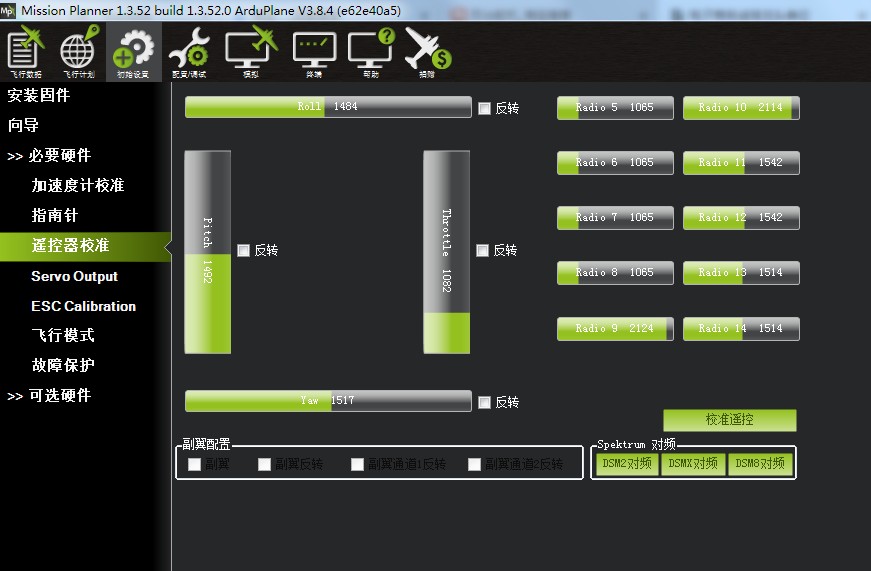 Mission Planner 1.3.52 build 1.3.52.0 ArduPlane V3.8.4 (e62e40a5)
飞行数据 飞行计划 初始设置 配置/调试 模拟 终端 帮助 捐赠
安装固件
向导
>> 必要硬件
加速度计校准
指南针
遥控器校准
Servo Output
ESC Calibration
飞行模式
故障保护
>> 可选硬件
Roll 1484 反转
Pitch 1492 反转
Throttle 1082 反转
Yaw 1517 反转
Radio 5 1065 Radio 10 2114
Radio 6 1065 Radio 11 1542
Radio 7 1065 Radio 12 1542
Radio 8 1065 Radio 13 1514
Radio 9 2124 Radio 14 1514
校准遥控
副翼配置
副翼 副翼反转 副翼通道1反转 副翼通道2反转
Spektrum 对频
DSM2对频 DSMX对频 DSM8对频